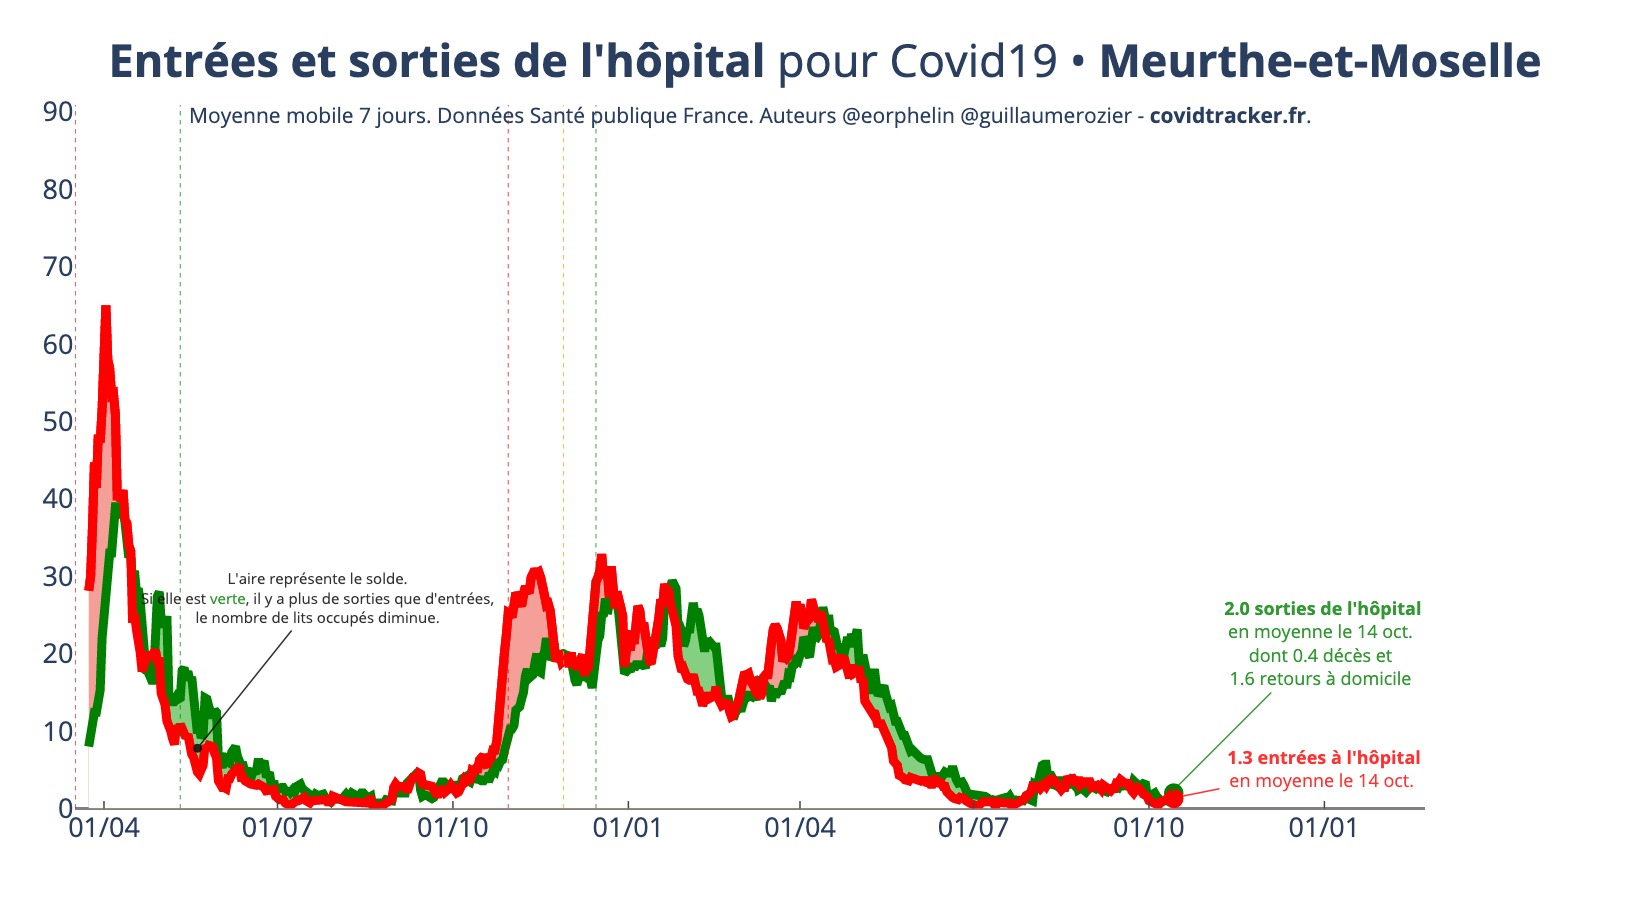 Entrées et sorties de l'hôpital pour Covid19 • Meurthe-et-Moselle
Moyenne mobile 7 jours. Données Santé publique France. Auteurs @eorphelin @guillaumerozier - covidtracker.fr.
90
80
70
60
50
40
30
20
10
0
L'aire représente le solde.
Si elle est verte, il y a plus de sorties que d'entrées,
le nombre de lits occupés diminue.
2.0 sorties de l'hôpital
en moyenne le 14 oct.
dont 0.4 décès et
1.6 retours à domicile
1.3 entrées à l'hôpital
en moyenne le 14 oct.
01/04 01/07 01/10 01/01 01/04 01/07 01/10 01/01